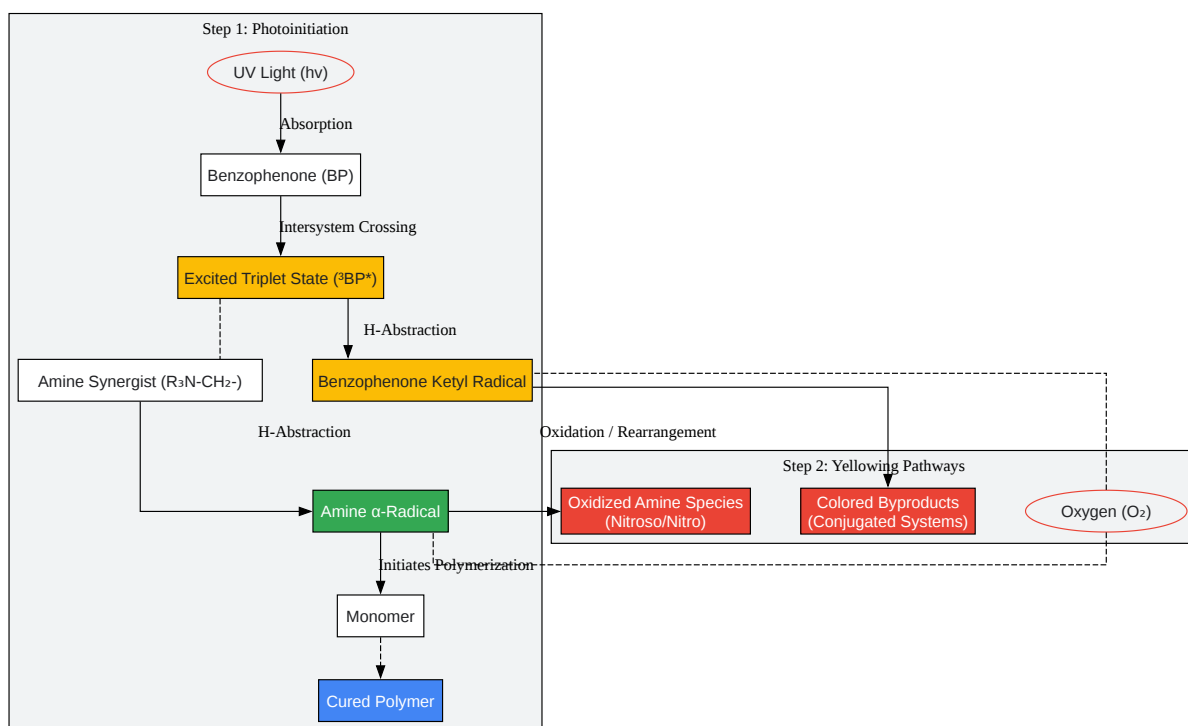 Step 1: Photoinitiation
UV Light (hv)
Absorption
Benzophenone (BP)
Intersystem Crossing
Excited Triplet State (³BP*)
H-Abstraction
Amine Synergist (R₃N-CH₂-)
Benzophenone Ketyl Radical
H-Abstraction
Oxidation / Rearrangement
Step 2: Yellowing Pathways
Amine α-Radical
Oxidized Amine Species
(Nitroso/Nitro)
Colored Byproducts
(Conjugated Systems)
Oxygen (O₂)
Initiates Polymerization
Monomer
Cured Polymer